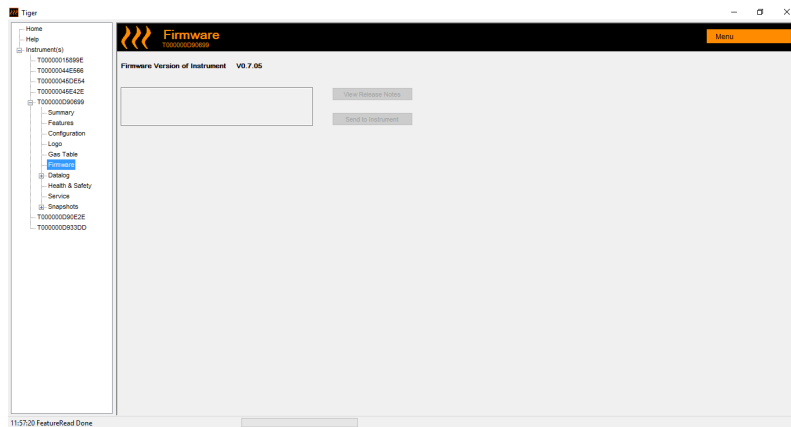 Tiger
Home
Help
Instrument(s)
T00000015899E
T00000044E566
T00000045DE54
T00000045E42E
T000000D90699
Summary
Features
Configuration
Logo
Gas Table
Firmware
Datalog
Health & Safety
Service
Snapshots
T000000D90E2E
T000000D933DD
Firmware
T000000D90699
Menu
Firmware Version of Instrument V0.7.05
View Release Notes
Send to Instrument
11:57:20 FeatureRead Done